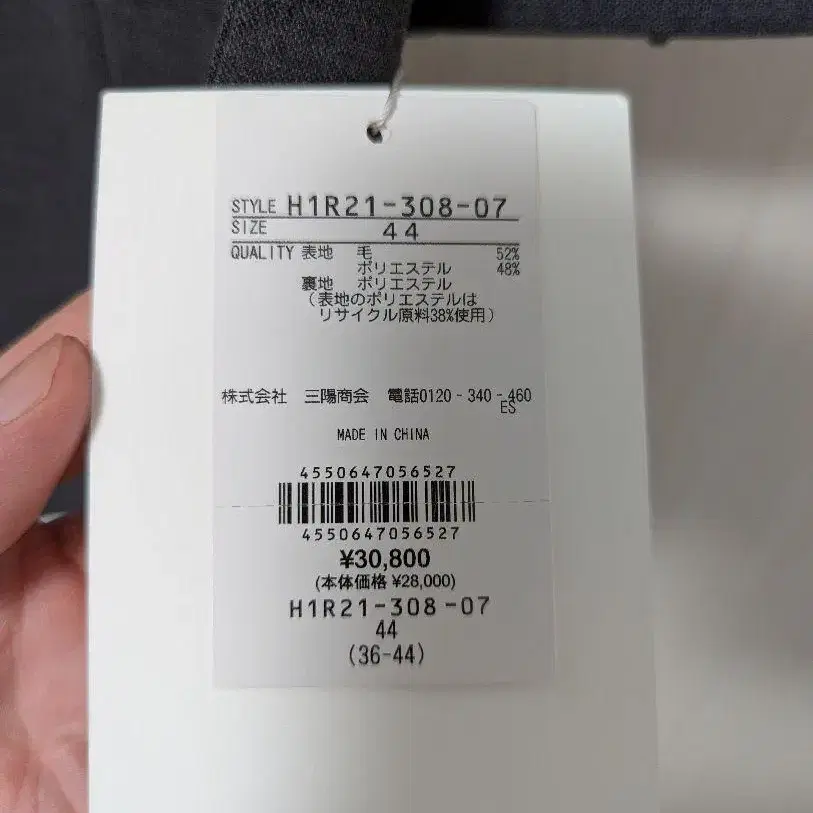 STYLE H1R21-308-07
SIZE 44
QUALITY 表地 毛 52%
ポリエステル 48%
裏地 ポリエステル
(表地のポリエステルは
リサイクル原料38%使用)
株式会社 三陽商会 電話0120-340-460
ES
MADE IN CHINA
4550647056527
4550647056527
¥30,800
(本体価格 ¥28,000)
H1R21-308-07
44
(36-44)